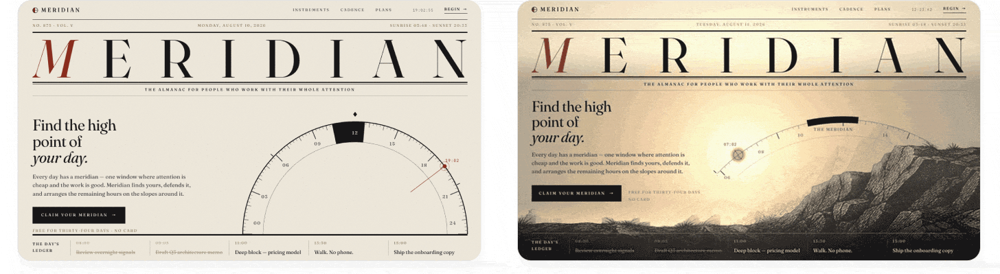 MERIDIAN
INSTRUMENTS CADENCE PLANS 19:02:55 BEGIN →
NO. 875 · VOL. V MONDAY, AUGUST 10, 2026 SUNRISE 05:48 · SUNSET 20:33
MERIDIAN
THE ALMANAC FOR PEOPLE WHO WORK WITH THEIR WHOLE ATTENTION
Find the high
point of
your day.
Every day has a meridian — one window where attention is
cheap and the work is good. Meridian finds yours, defends it,
and arranges the remaining hours on the slopes around it.
CLAIM YOUR MERIDIAN →
FREE FOR THIRTY-FOUR DAYS · NO CARD
00 03 06 09 12 15 18 21 24
19:02
THE DAY'S
LEDGER
08:00
Review overnight signals
09:05
Draft Q3 architecture memo
11:00
Deep block — pricing model
13:30
Walk. No phone.
15:00
Ship the onboarding copy
MERIDIAN
INSTRUMENTS CADENCE PLANS BEGIN →
NO. 875 · VOL. V TUESDAY, AUGUST 11, 2026 SUNRISE 05:48 · SUNSET 20:33
MERIDIAN
THE ALMANAC FOR PEOPLE WHO WORK WITH THEIR WHOLE ATTENTION
Find the high
point of
your day.
Every day has a meridian — one window where attention is
cheap and the work is good. Meridian finds yours, defends it,
and arranges the remaining hours on the slopes around it.
CLAIM YOUR MERIDIAN →
FREE FOR THIRTY-FOUR DAYS
NO CARD
07:02
06 08 10 14
THE MERIDIAN
THE DAY'S
LEDGER
08:00
Review overnight signals
09:05
Draft Q3 architecture memo
11:00
Deep block — pricing model
13:30
Walk. No phone.
15:00
Ship the onboarding copy